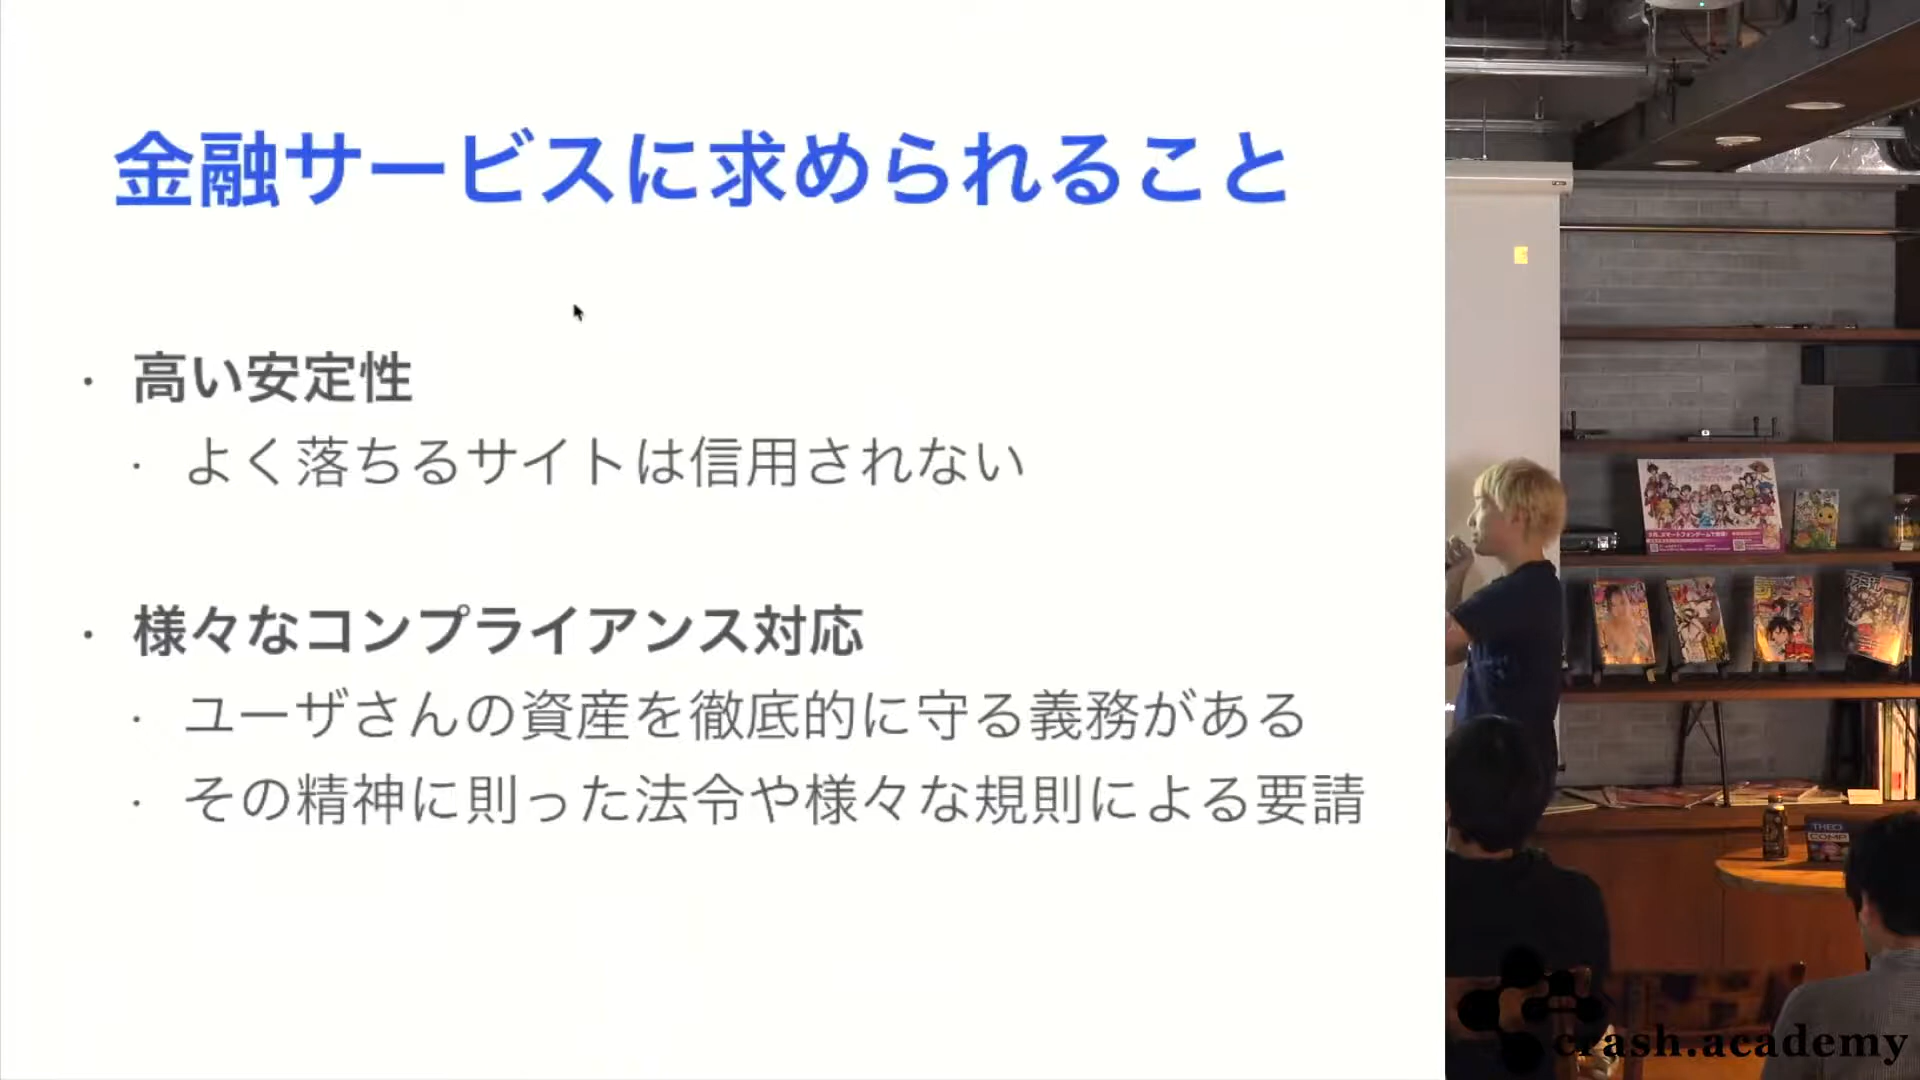 金融サービスに求められること
・ 高い安定性
・ よく落ちるサイトは信用されない
・ 様々なコンプライアンス対応
・ ユーザさんの資産を徹底的に守る義務がある
・ その精神に則った法令や様々な規則による要請
THEO
COMP
crash.academy